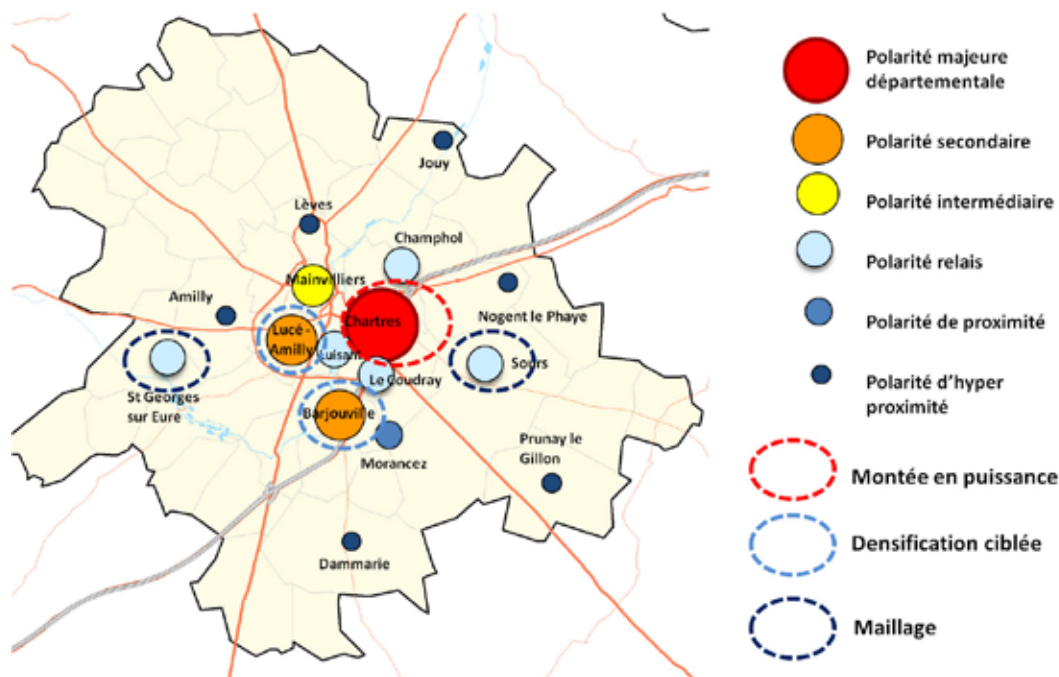 Jouy
Lèves
Champhol
Mainvilliers
Amilly
Chartres
Nogent le Phaye
Lucé -
Amilly
Luisant
Le Coudray
Sours
St Georges
sur Eure
Barjouville
Morancez
Prunay le
Gillon
Dammarie
Polarité majeure
départementale
Polarité secondaire
Polarité intermédiaire
Polarité relais
Polarité de proximité
Polarité d’hyper
proximité
Montée en puissance
Densification ciblée
Maillage